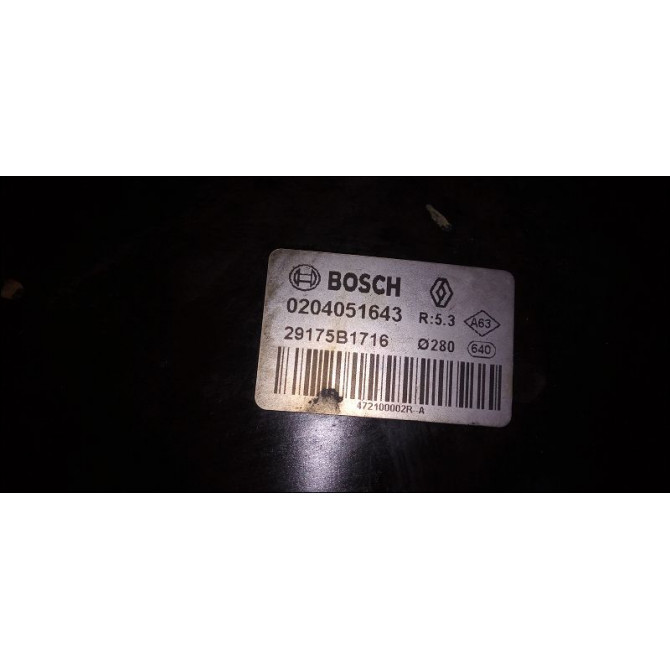 BOSCH
0204051643 R:5.3 A63
29175B1716 Ø280 640
472100002R-A